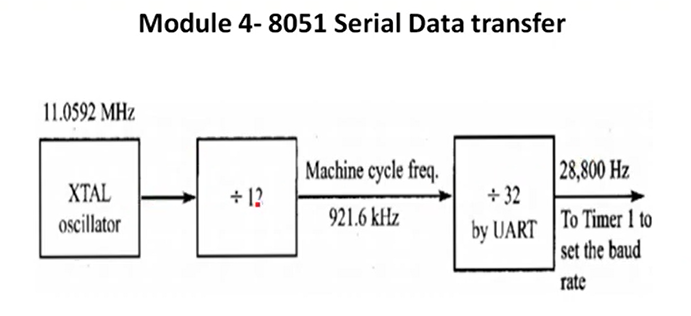 Module 4- 8051 Serial Data transfer
11.0592 MHz
XTAL
oscillator
÷ 12
Machine cycle freq.
921.6 kHz
÷ 32
by UART
28,800 Hz
To Timer 1 to
set the baud
rate